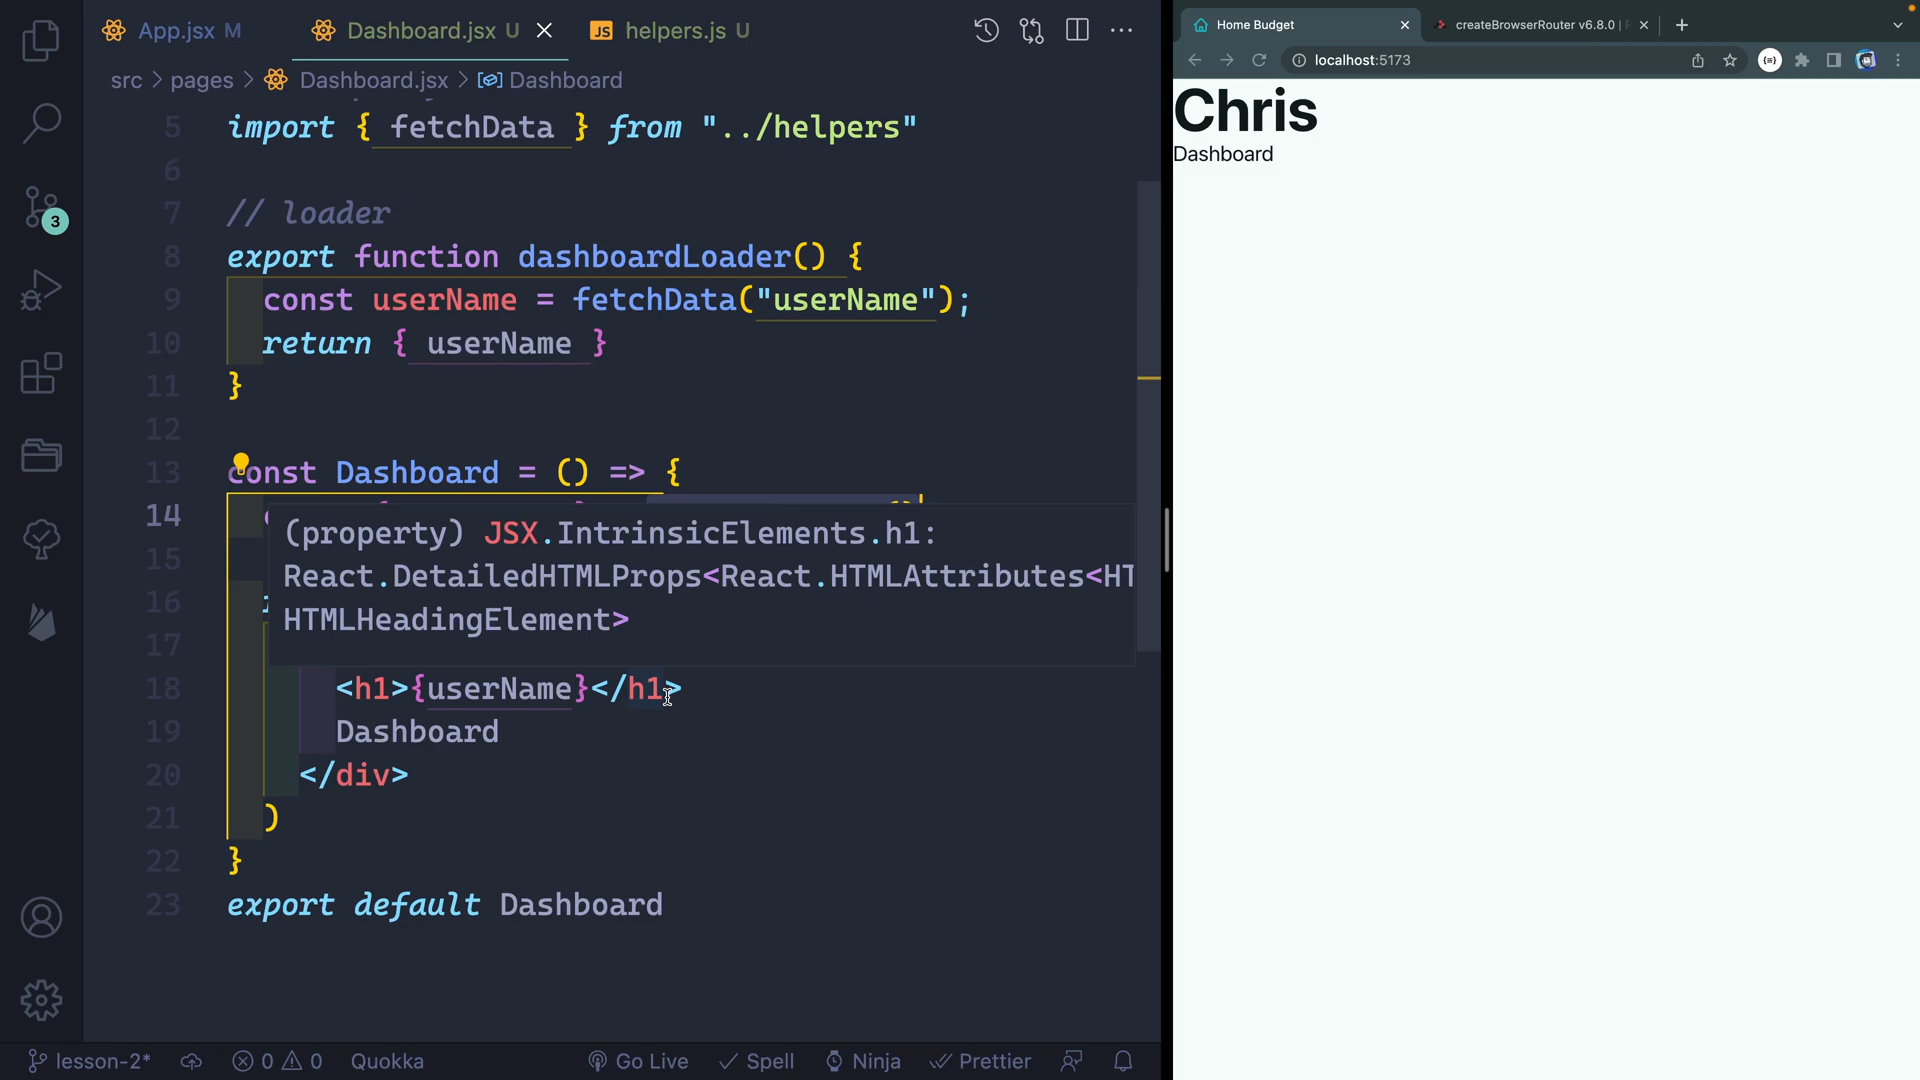 App.jsx M
Dashboard.jsx U
JS helpers.js U
src > pages > Dashboard.jsx > Dashboard
5 import { fetchData } from "../helpers"
6
7 // loader
8 export function dashboardLoader() {
9 const userName = fetchData("userName");
10 return { userName }
11 }
12
13 const Dashboard = () => {
14
(property) JSX.IntrinsicElements.h1:
15 React.DetailedHTMLProps<React.HTMLAttributes<HT
16 HTMLHeadingElement>
17
18 <h1>{userName}</h1>
19 Dashboard
20 </div>
21 )
22 }
23 export default Dashboard
3
lesson-2*
0 0
Quokka
Go Live
Spell
Ninja
Prettier
Home Budget
createBrowserRouter v6.8.0 |
localhost:5173
Chris
Dashboard